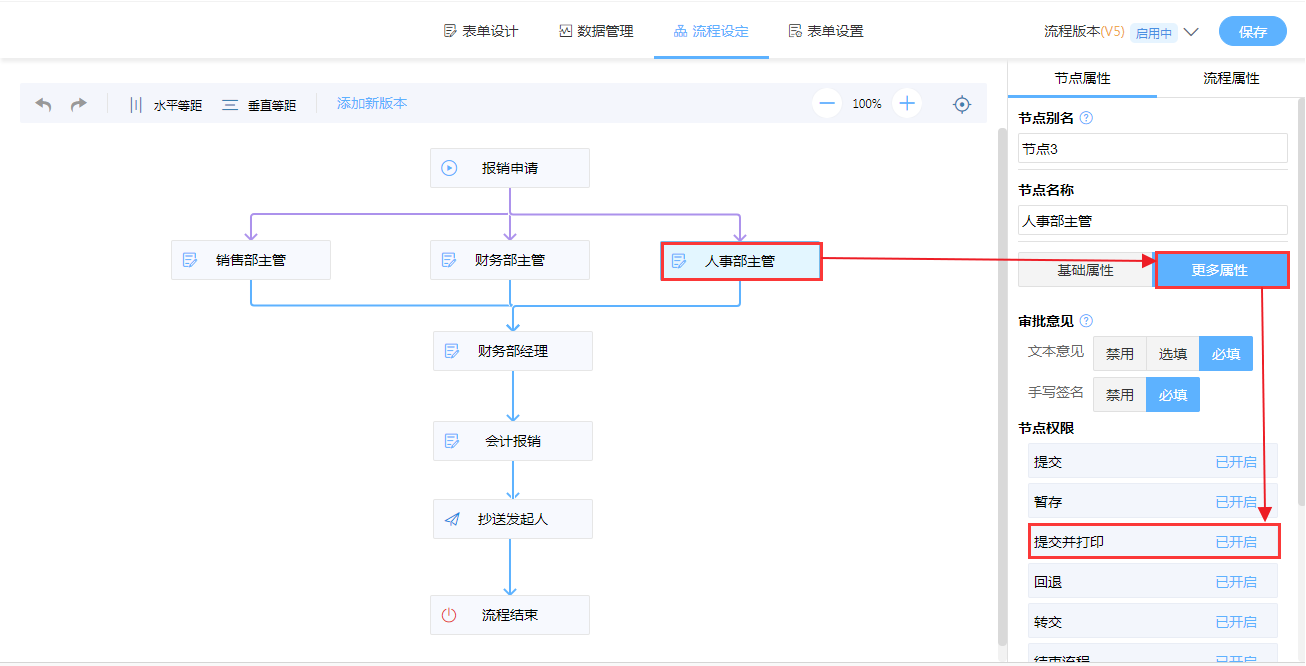 表单设计
数据管理
流程设定
表单设置
流程版本(V5)
启用中
保存
水平等距
垂直等距
添加新版本
100%
报销申请
销售部主管
财务部主管
人事部主管
财务部经理
会计报销
抄送发起人
流程结束
节点属性
流程属性
节点别名
节点3
节点名称
人事部主管
基础属性
更多属性
审批意见
文本意见 禁用 选填 必填
手写签名 禁用 必填
节点权限
提交 已开启
暂存 已开启
提交并打印 已开启
回退 已开启
转交 已开启
结束流程 已开启